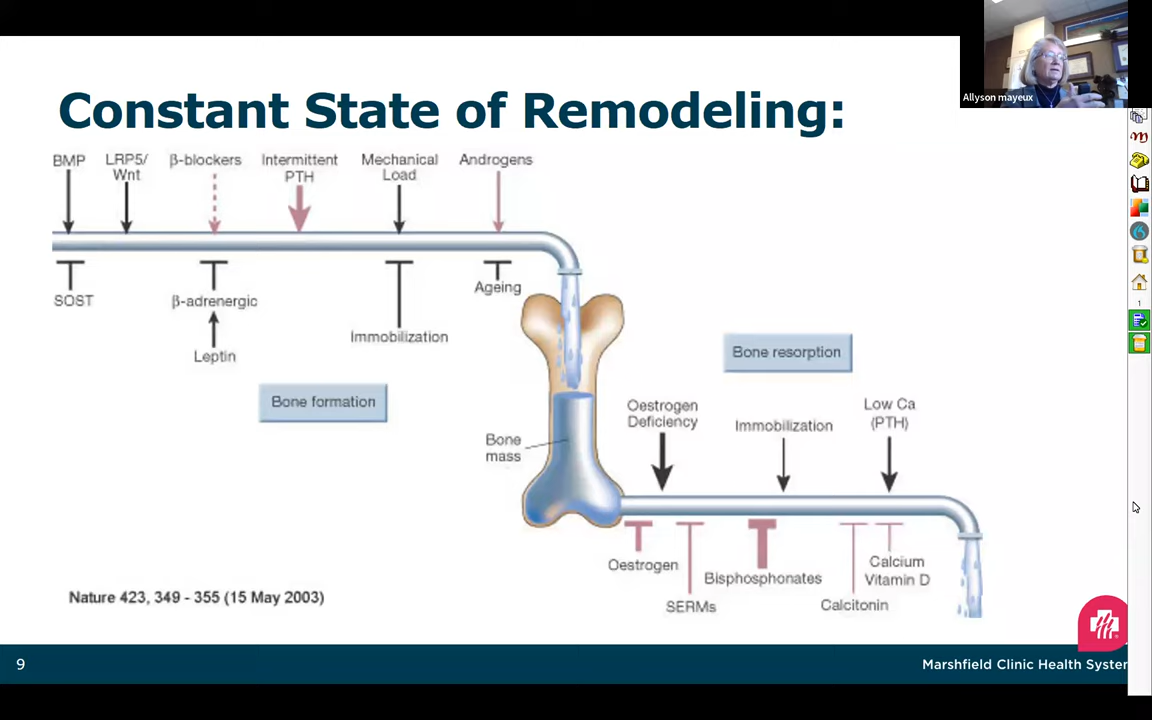 Allyson mayeux
Constant State of Remodeling:
BMP
LRP5/
Wnt
β-blockers
Intermittent
PTH
Mechanical
Load
Androgens
SOST
β-adrenergic
Leptin
Immobilization
Ageing
Bone formation
Bone resorption
Bone
mass
Oestrogen
Deficiency
Immobilization
Low Ca
(PTH)
Oestrogen
SERMs
Bisphosphonates
Calcitonin
Calcium
Vitamin D
Nature 423, 349 - 355 (15 May 2003)
9
Marshfield Clinic Health System
1